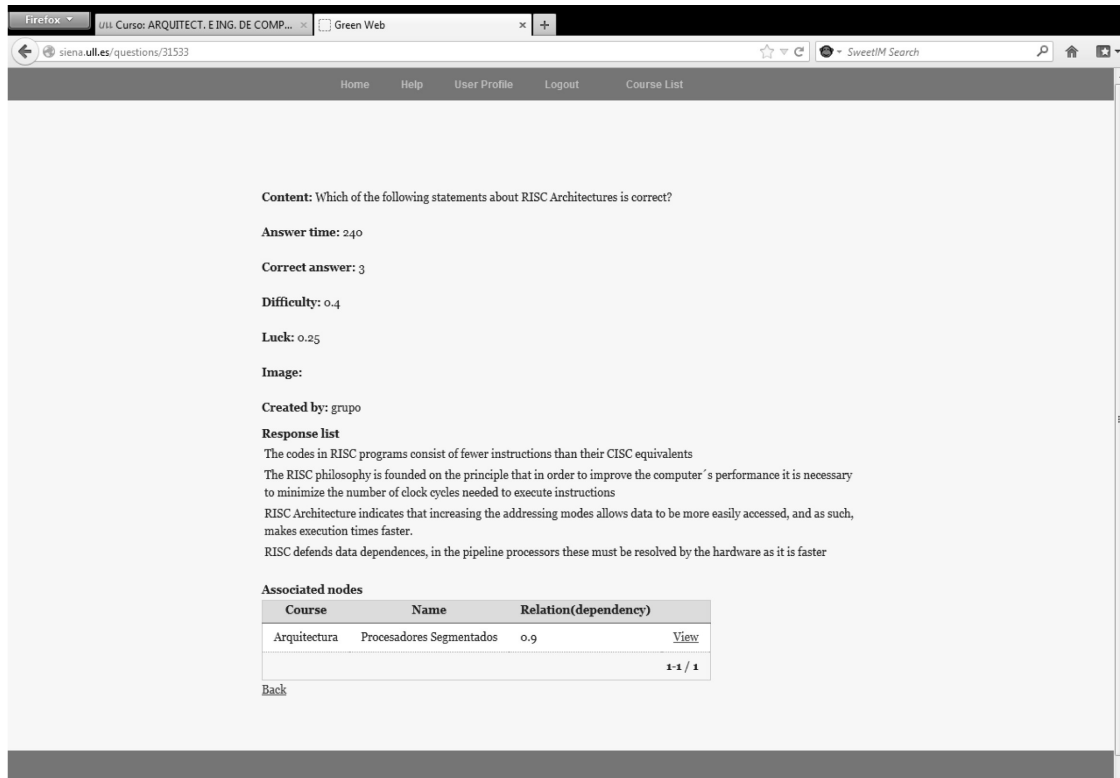 Firefox
ULL Curso: ARQUITECT. E ING. DE COMP... ×
Green Web × +
siena.ull.es/questions/31533
SweetIM Search
Home Help User Profile Logout Course List
Content: Which of the following statements about RISC Architectures is correct?
Answer time: 240
Correct answer: 3
Difficulty: 0.4
Luck: 0.25
Image:
Created by: grupo
Response list
The codes in RISC programs consist of fewer instructions than their CISC equivalents
The RISC philosophy is founded on the principle that in order to improve the computer´s performance it is necessary
to minimize the number of clock cycles needed to execute instructions
RISC Architecture indicates that increasing the addressing modes allows data to be more easily accessed, and as such,
makes execution times faster.
RISC defends data dependences, in the pipeline processors these must be resolved by the hardware as it is faster
Associated nodes
Course Name Relation(dependency)
Arquitectura Procesadores Segmentados 0.9 View
1-1 / 1
Back